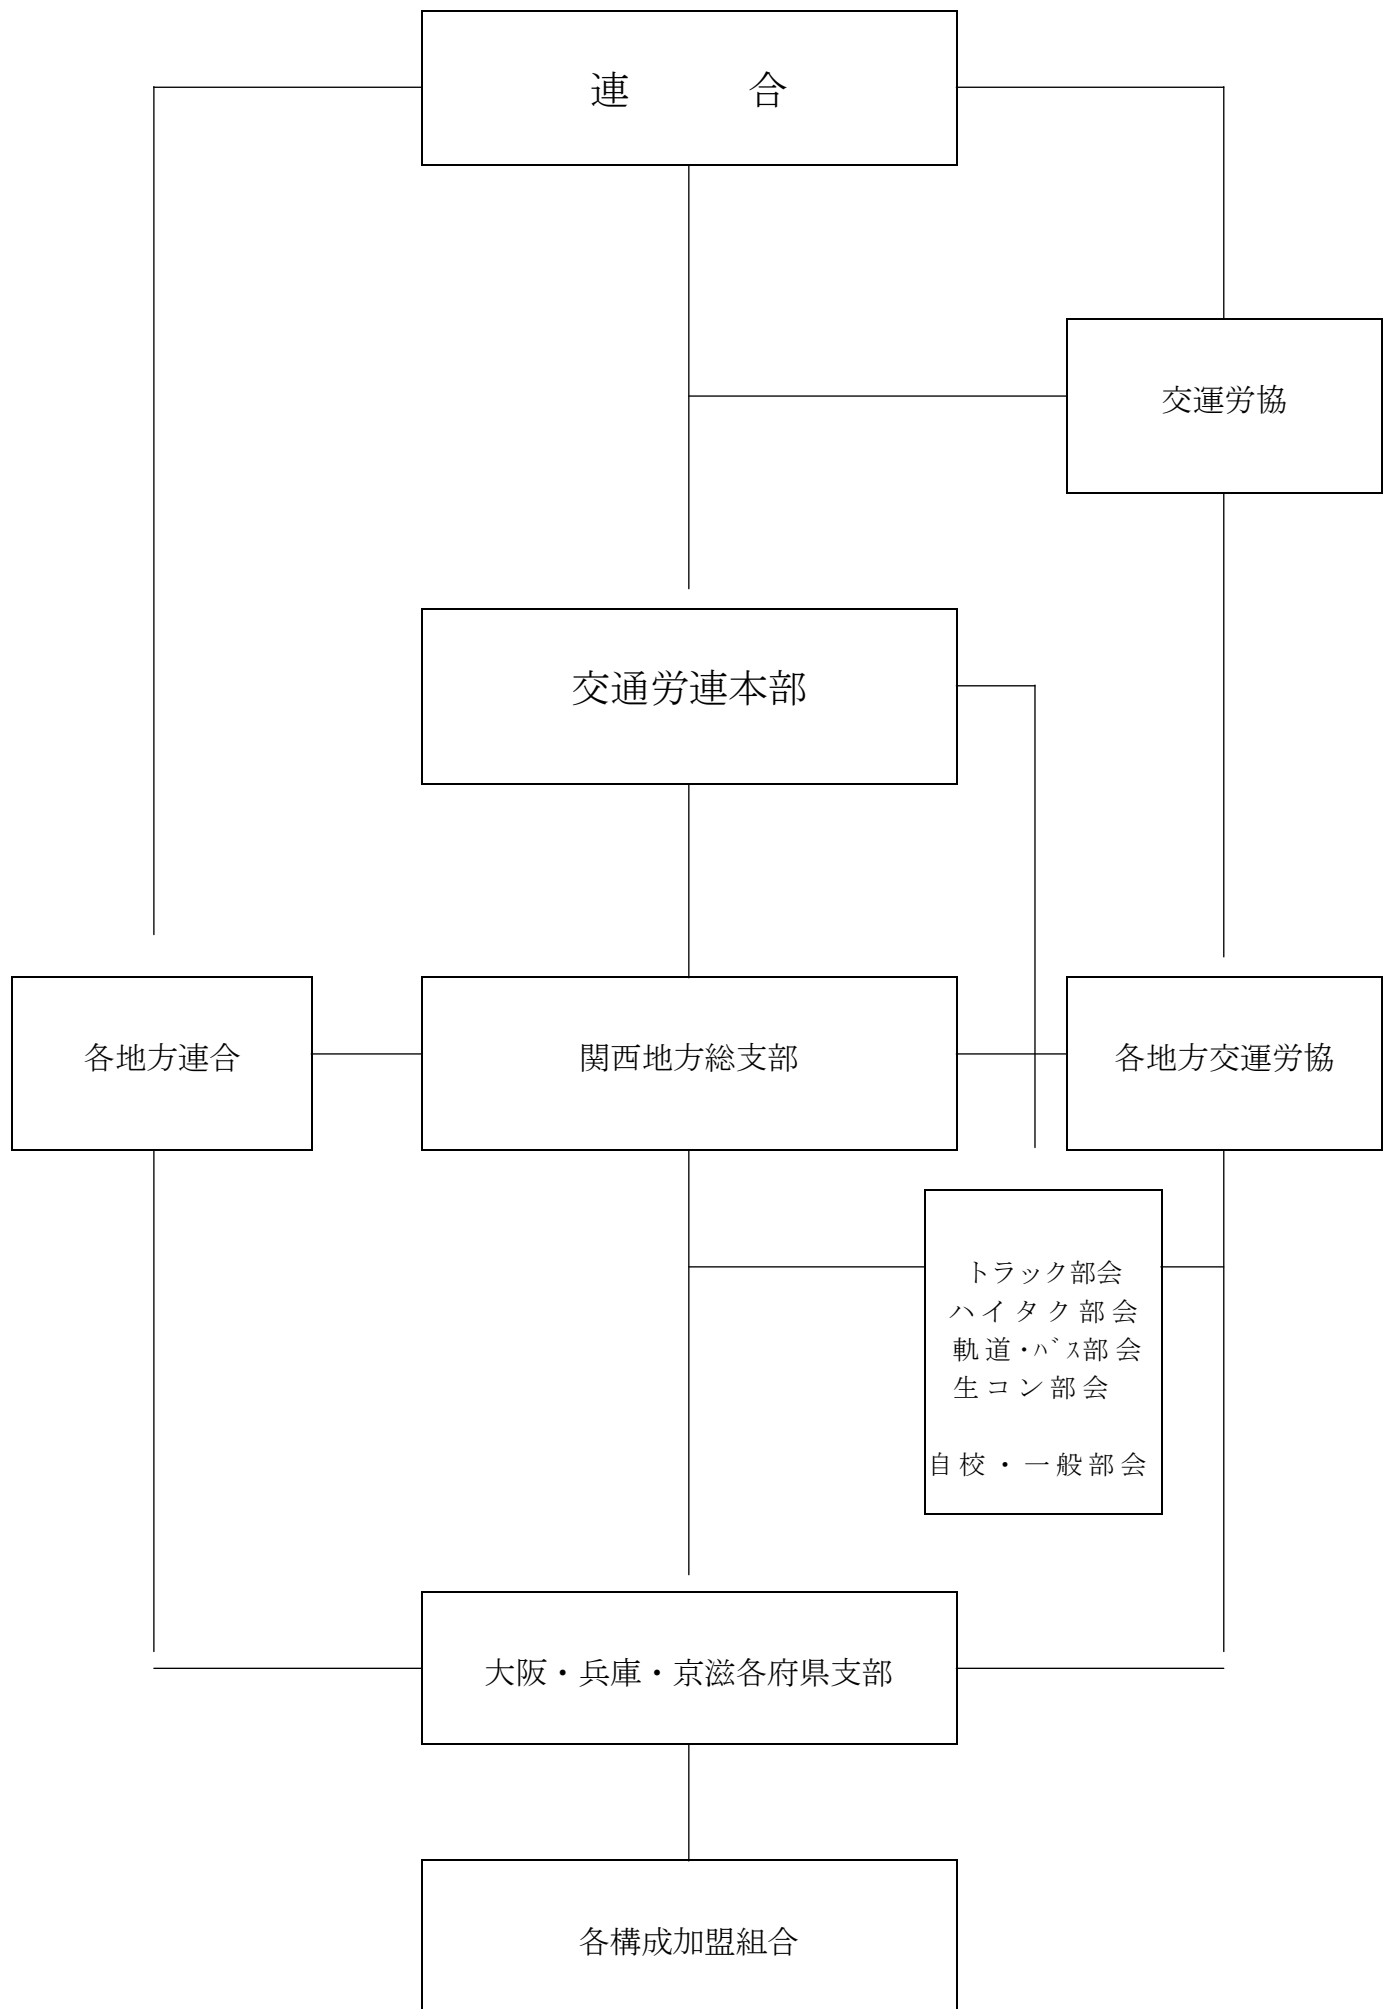 連 合
交運労協
交通労連本部
各地方連合
関西地方総支部
各地方交運労協
トラック部会
ハイタク部会
軌道・ﾊﾞｽ部会
生コン部会
自校・一般部会
大阪・兵庫・京滋各府県支部
各構成加盟組合